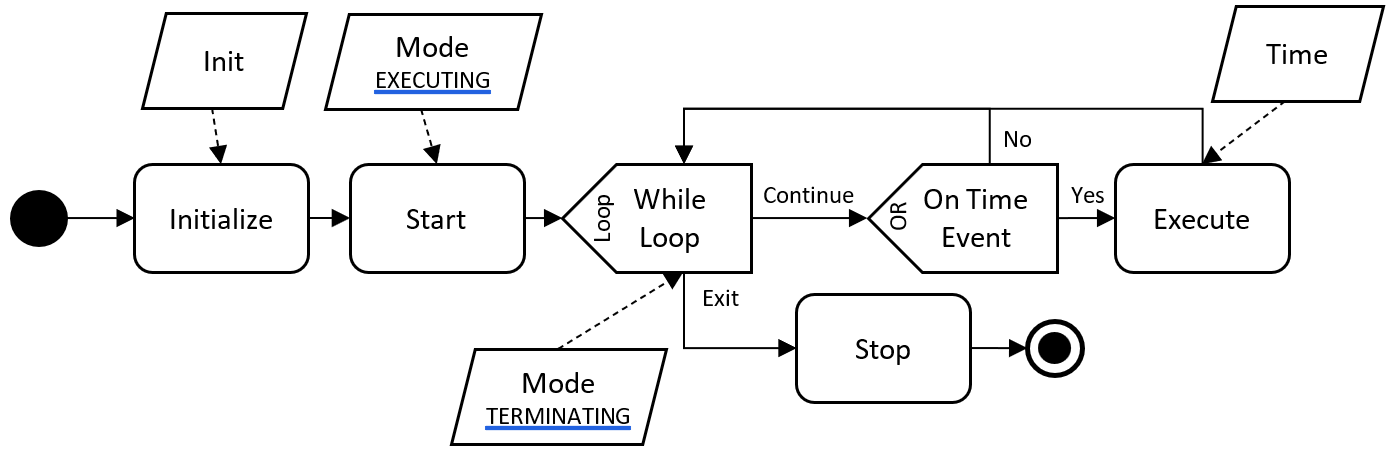 Init
Mode
EXECUTING
Time
No
Initialize
Start
Loop
While
Loop
Continue
OR
On Time
Event
Yes
Execute
Exit
Stop
Mode
TERMINATING